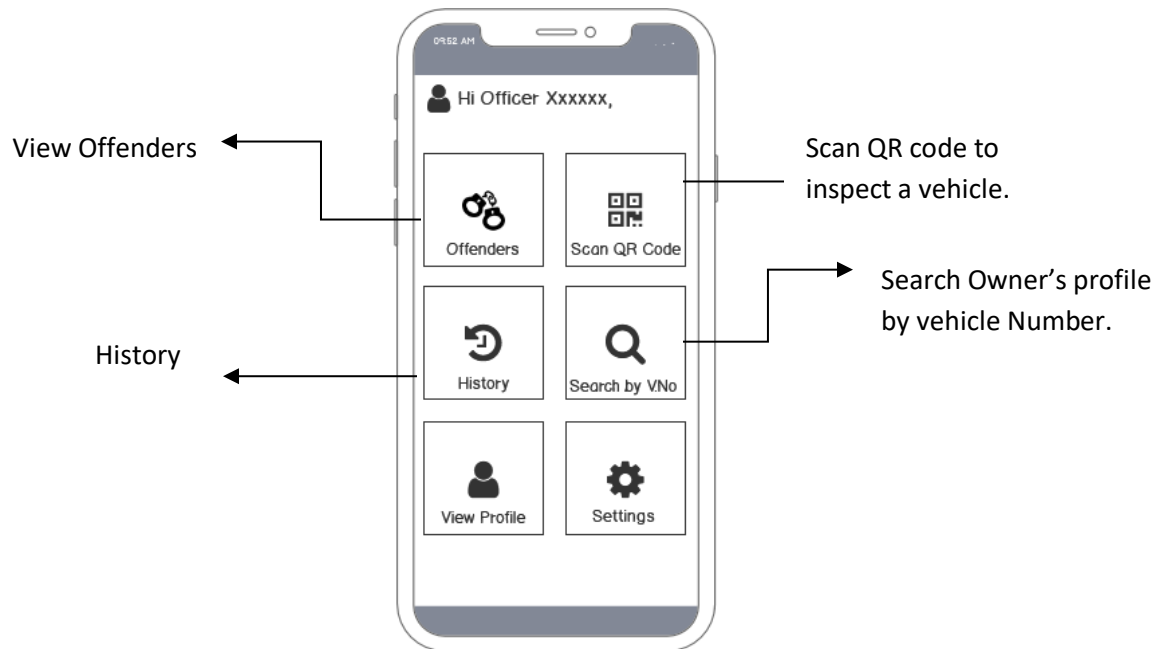 09:52 AM
Hi Officer Xxxxxx,
View Offenders
Scan QR code to
inspect a vehicle.
Offenders
Scan QR Code
Search Owner’s profile
by vehicle Number.
History
History
Search by V.No
View Profile
Settings